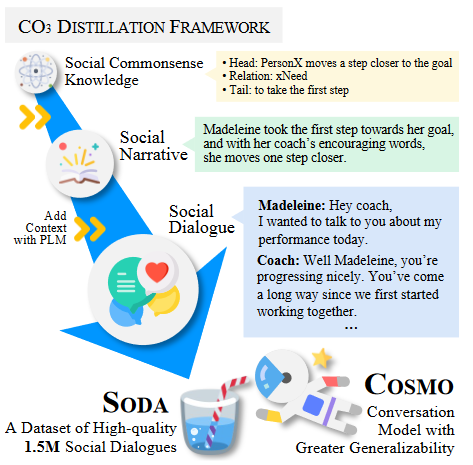 CO3 DISTILLATION FRAMEWORK
Social Commonsense
Knowledge
• Head: PersonX moves a step closer to the goal
• Relation: xNeed
• Tail: to take the first step
Social
Narrative
Madeleine took the first step towards her goal,
and with her coach's encouraging words,
she moves one step closer.
Add
Context
with PLM
Social
Dialogue
Madeleine: Hey coach,
I wanted to talk to you about my
performance today.
Coach: Well Madeleine, you're
progressing nicely. You've come
a long way since we first started
working together.
...
SODA
A Dataset of High-quality
1.5M Social Dialogues
COSMO
Conversation
Model with
Greater Generalizability